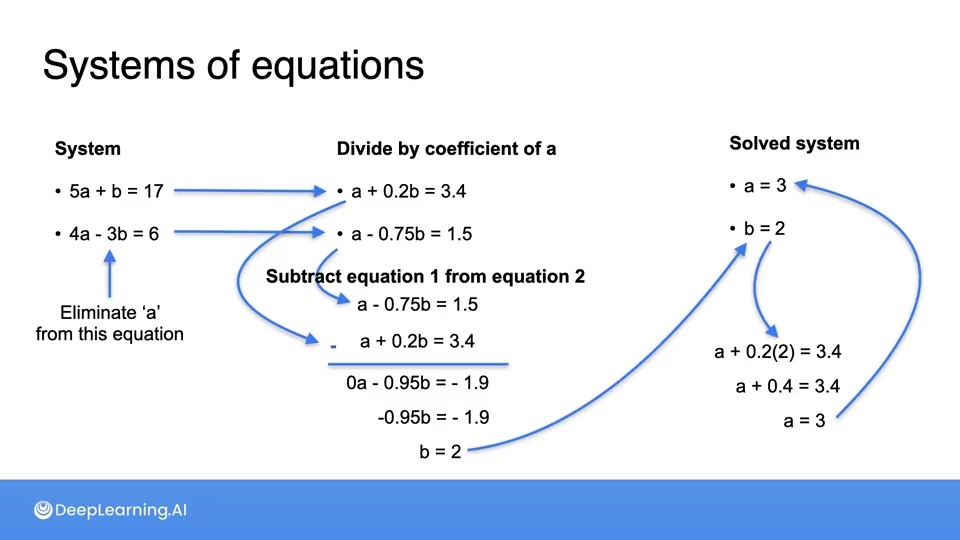 Systems of equations
System
• 5a + b = 17
• 4a - 3b = 6
Eliminate ‘a’
from this equation
Divide by coefficient of a
• a + 0.2b = 3.4
• a - 0.75b = 1.5
Subtract equation 1 from equation 2
a - 0.75b = 1.5
- a + 0.2b = 3.4
0a - 0.95b = - 1.9
-0.95b = - 1.9
b = 2
Solved system
• a = 3
• b = 2
a + 0.2(2) = 3.4
a + 0.4 = 3.4
a = 3
DeepLearning.AI